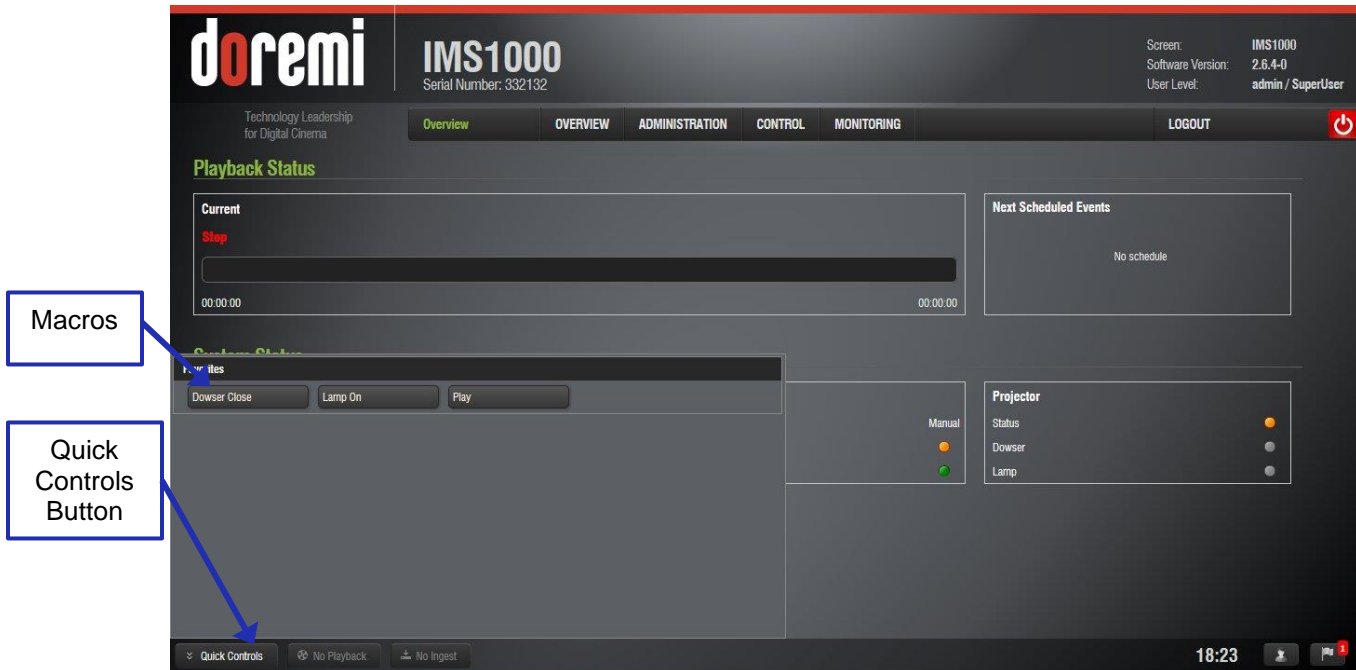 doremi
IMS1000
Serial Number: 332132
Screen: IMS1000
Software Version: 2.6.4-0
User Level: admin / SuperUser
Technology Leadership
for Digital Cinema
Overview OVERVIEW ADMINISTRATION CONTROL MONITORING LOGOUT
Playback Status
Current
Stop
00:00:00 00:00:00
Next Scheduled Events
No schedule
Macros
System Status
Favorites
Dowser Close Lamp On Play
Manual
Projector
Status
Dowser
Lamp
Quick
Controls
Button
Quick Controls No Playback No Ingest 18:23 1